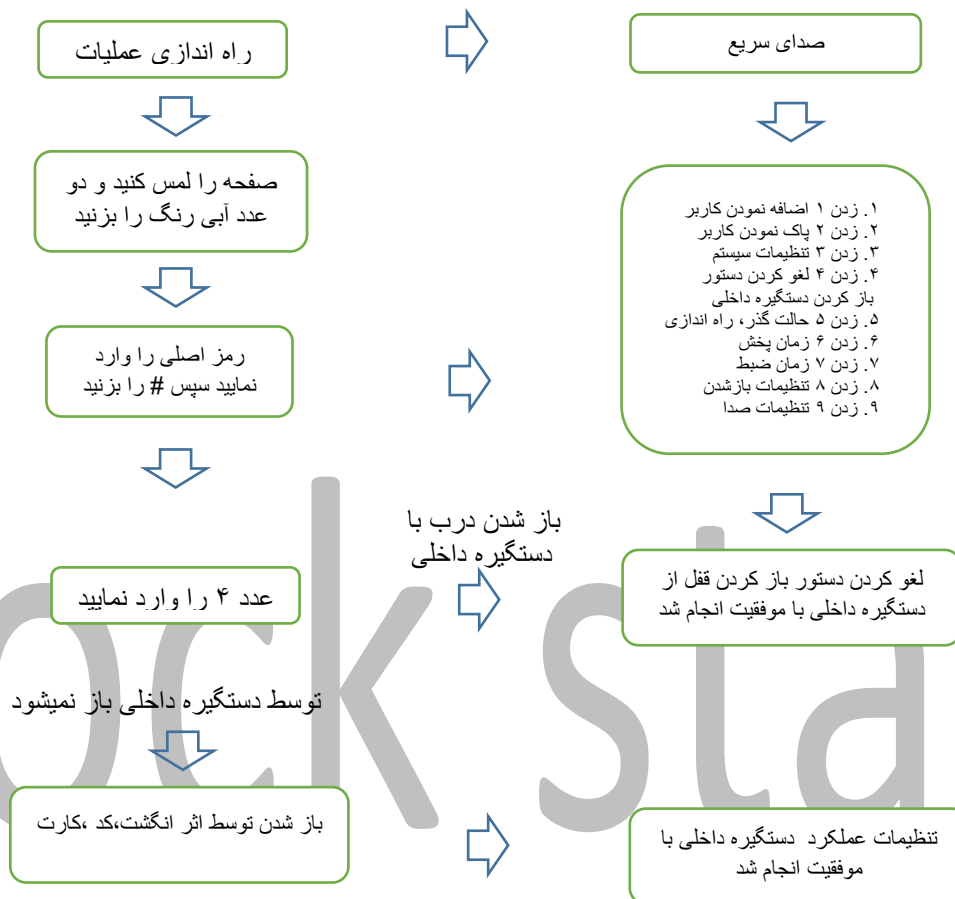 راه اندازی عملیات
صدای سریع
صفحه را لمس کنید و دو
عدد آبی رنگ را بزنید
۱. زدن ۱ اضافه نمودن کاربر
۲. زدن ۲ پاک نمودن کاربر
۳. زدن ۳ تنظیمات سیستم
۴. زدن ۴ لغو کردن دستور
باز کردن دستگیره داخلی
۵. زدن ۵ حالت گذر، راه اندازی
۶. زدن ۶ زمان پخش
۷. زدن ۷ زمان ضبط
۸. زدن ۸ تنظیمات بازشدن
۹. زدن ۹ تنظیمات صدا
رمز اصلی را وارد
نمایید سپس # را بزنید
باز شدن درب با
دستگیره داخلی
عدد ۴ را وارد نمایید
لغو کردن دستور باز کردن قفل از
دستگیره داخلی با موفقیت انجام شد
توسط دستگیره داخلی باز نمیشود
باز شدن توسط اثر انگشت،کد ،کارت
تنظیمات عملکرد دستگیره داخلی با
موفقیت انجام شد
ock sta